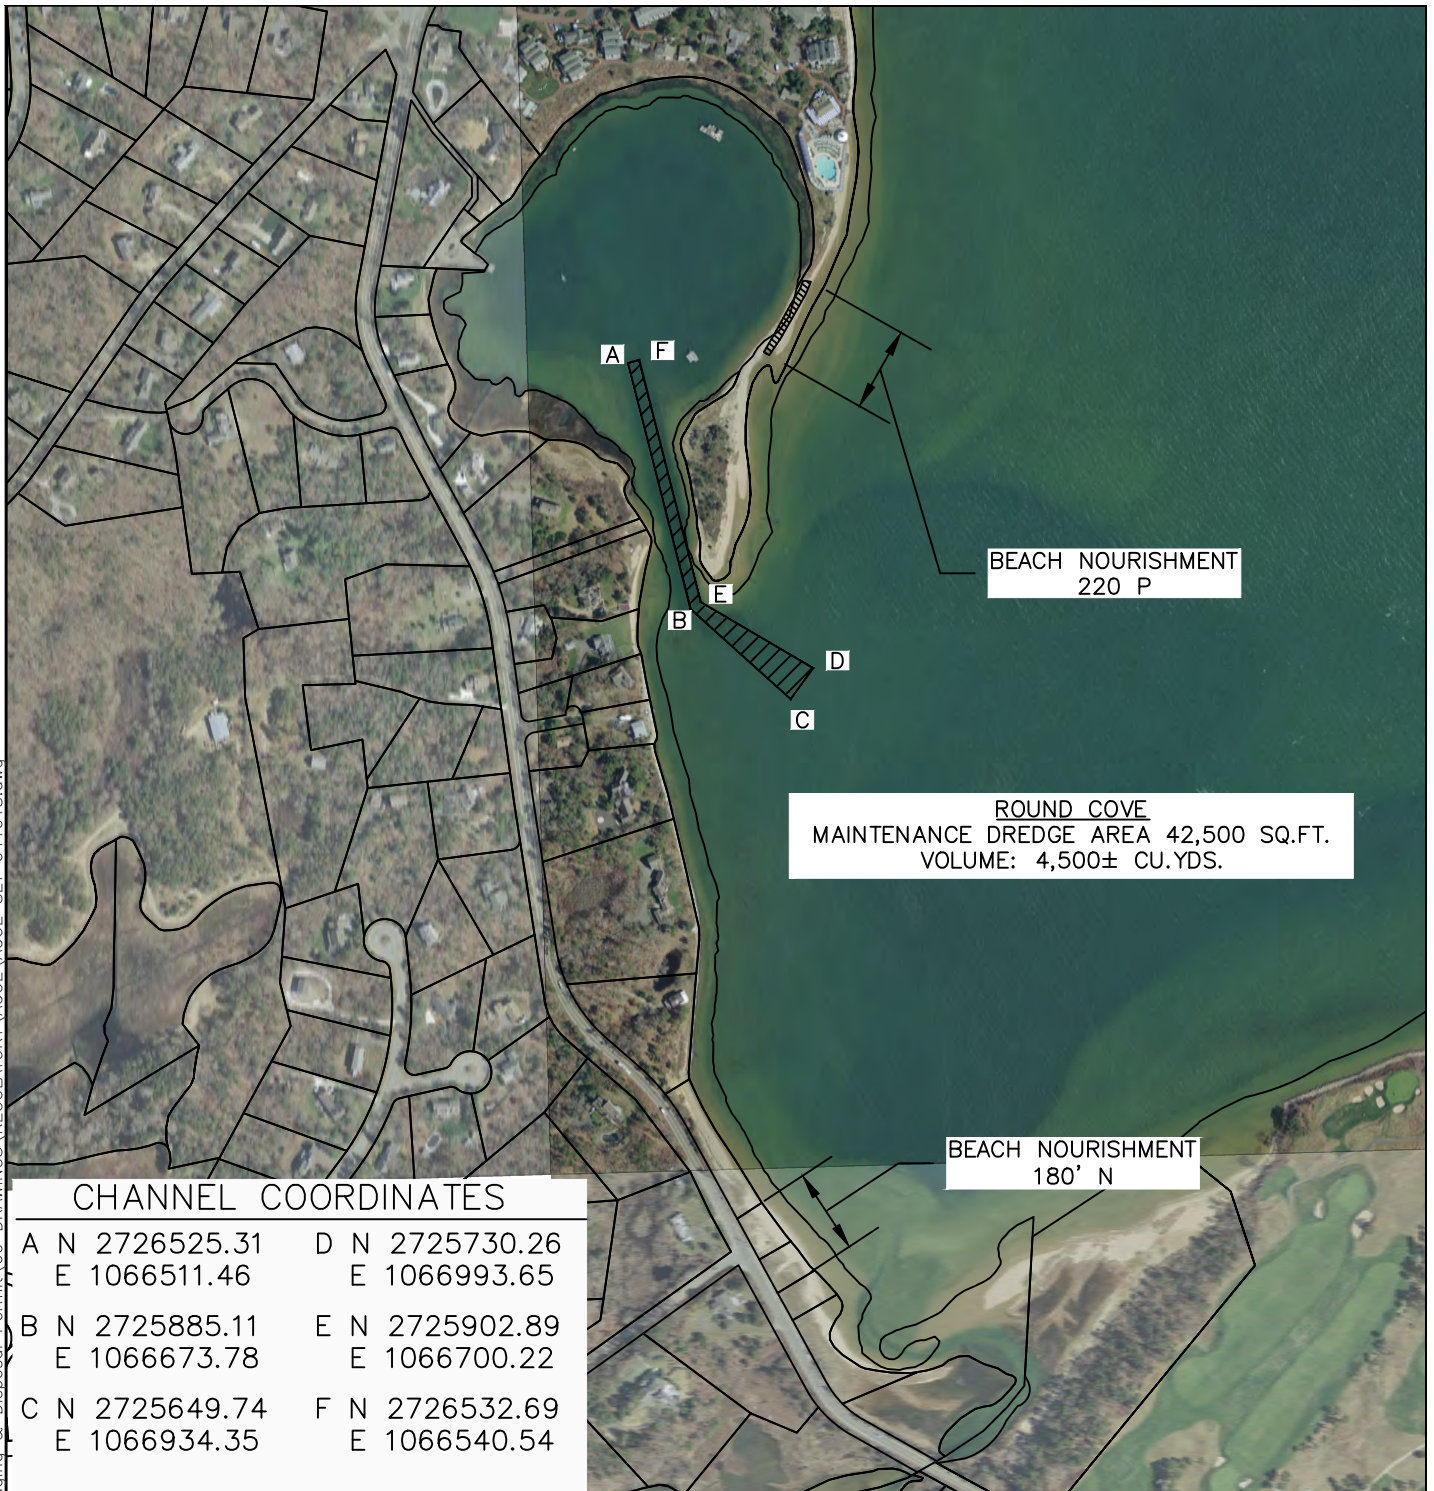 A
F
BEACH NOURISHMENT
220 P
E
B
D
C
ROUND COVE
MAINTENANCE DREDGE AREA 42,500 SQ.FT.
VOLUME: 4,500± CU.YDS.
BEACH NOURISHMENT
180' N
CHANNEL COORDINATES
A N 2726525.31
E 1066511.46
D N 2725730.26
E 1066993.65
B N 2725885.11
E 1066673.78
E N 2725902.89
E 1066700.22
C N 2725649.74
E 1066934.35
F N 2726532.69
E 1066540.54